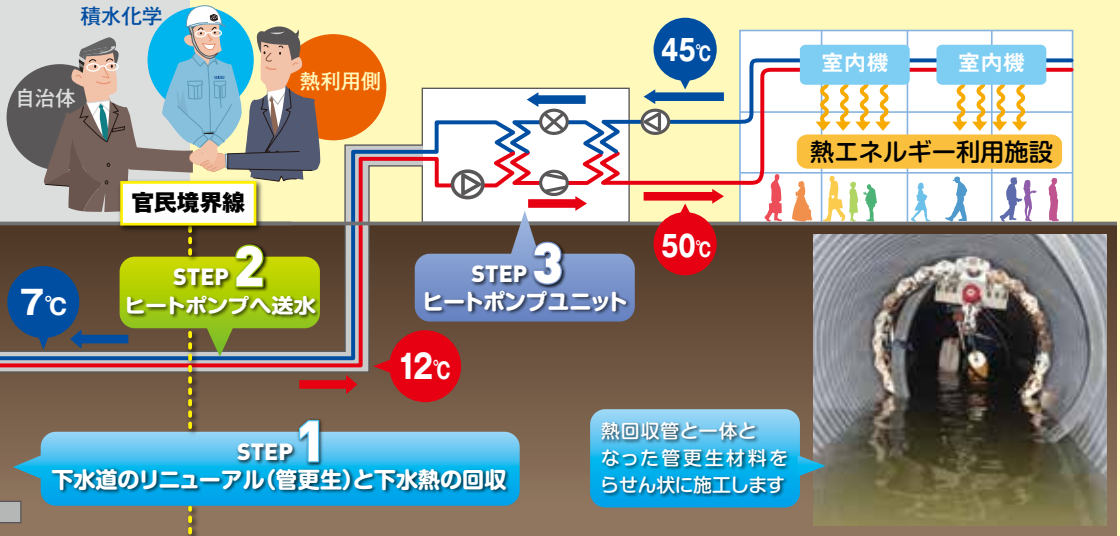 積水化学
自治体
熱利用側
官民境界線
45℃
室内機
室内機
熱エネルギー利用施設
50℃
STEP 2
ヒートポンプへ送水
STEP 3
ヒートポンプユニット
7℃
12℃
STEP 1
下水道のリニューアル(管更生)と下水熱の回収
熱回収管と一体と
なった管更生材料を
らせん状に施工します